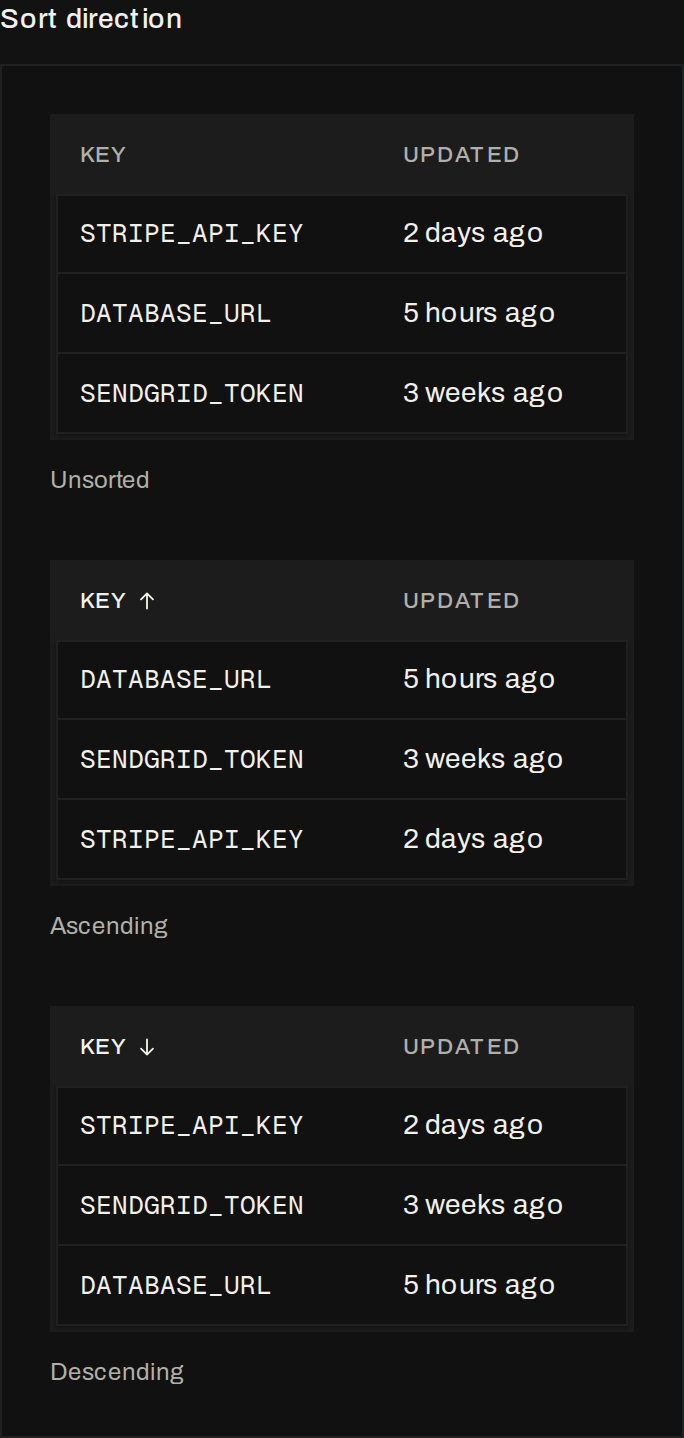 Sort direction
KEY UPDATED
STRIPE_API_KEY 2 days ago
DATABASE_URL 5 hours ago
SENDGRID_TOKEN 3 weeks ago
Unsorted
KEY ↑ UPDATED
DATABASE_URL 5 hours ago
SENDGRID_TOKEN 3 weeks ago
STRIPE_API_KEY 2 days ago
Ascending
KEY ↓ UPDATED
STRIPE_API_KEY 2 days ago
SENDGRID_TOKEN 3 weeks ago
DATABASE_URL 5 hours ago
Descending